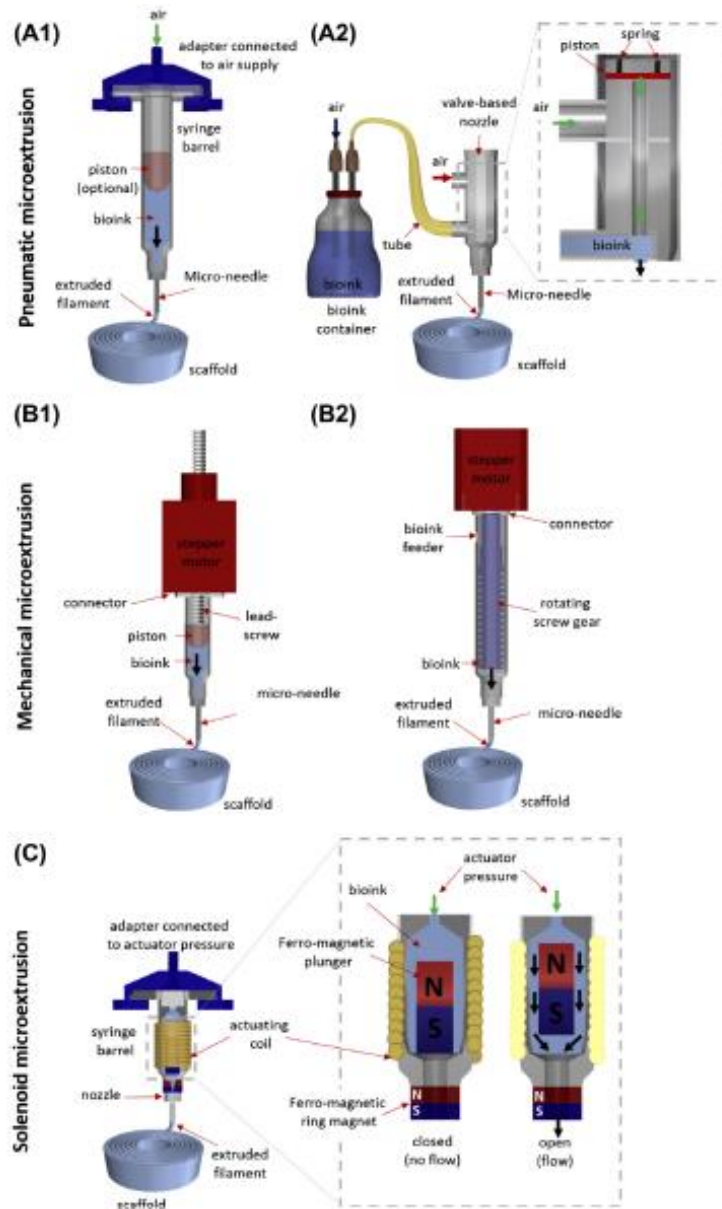 (A1)
air
adapter connected
to air supply
syringe
barrel
piston
(optional)
bioink
extruded
filament
Micro-needle
scaffold
Pneumatic microextrusion
(A2)
air
valve-based
nozzle
air
tube
bioink
bioink
container
extruded
filament
Micro-needle
scaffold
spring
piston
air
bioink
(B1)
stepper
motor
connector
lead-
screw
piston
bioink
micro-needle
extruded
filament
scaffold
Mechanical microextrusion
(B2)
stepper
motor
connector
bioink
feeder
rotating
screw gear
bioink
extruded
filament
micro-needle
scaffold
(C)
adapter connected
to actuator pressure
syringe
barrel
actuating
coil
nozzle
extruded
filament
scaffold
Solenoid microextrusion
actuator
pressure
bioink
Ferro-magnetic
plunger
N
S
N
S
Ferro-magnetic
ring magnet
N
S
N
S
closed
(no flow)
open
(flow)